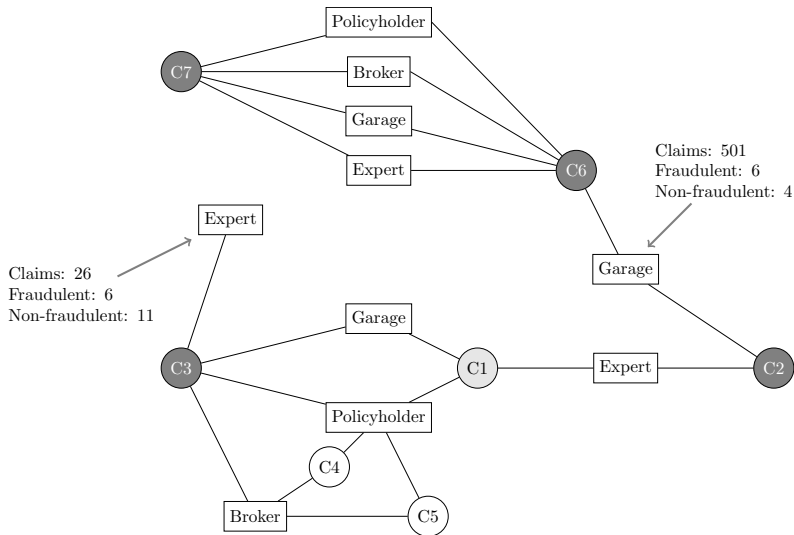 Policyholder
C7
Broker
Garage
Expert
C6
Claims: 501
Fraudulent: 6
Non-fraudulent: 4
Expert
Garage
Claims: 26
Fraudulent: 6
Non-fraudulent: 11
Garage
C3
C1
Expert
C2
Policyholder
C4
Broker
C5